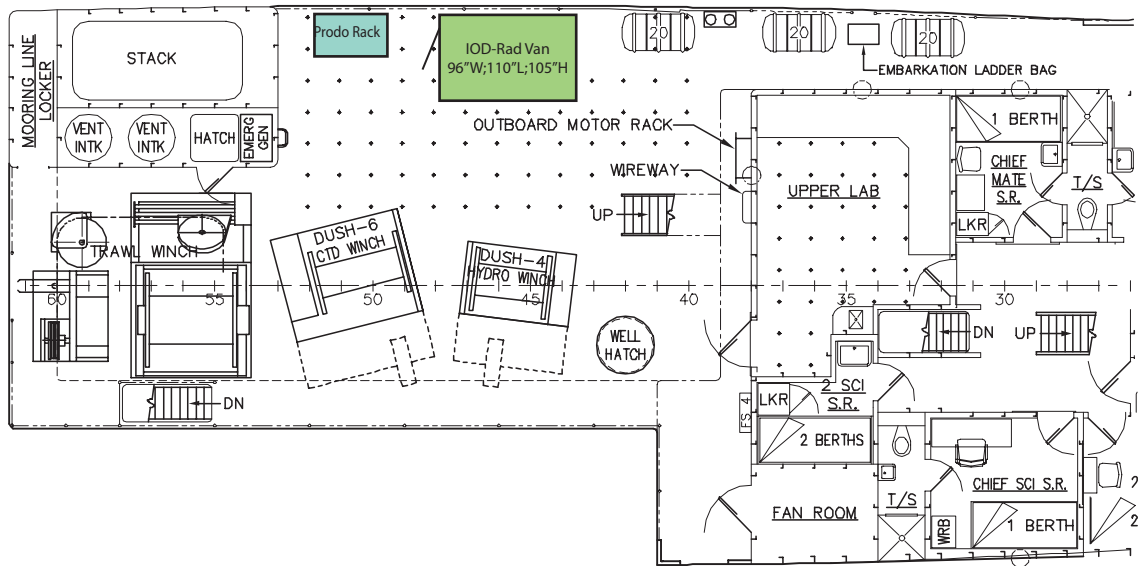 Prodo Rack
IOD-Rad Van
96"W;110"L;105"H
20
20
20
EMBARKATION LADDER BAG
MOORING LINE
LOCKER
STACK
VENT
INTK
VENT
INTK
HATCH
EMERG
GEN
OUTBOARD MOTOR RACK
WIREWAY
UPPER LAB
1 BERTH
CHIEF
MATE
S.R.
T/S
LKR
UP
TRAWL WINCH
DUSH-6
CTD WINCH
DUSH-4
HYDRO WINCH
60
55
50
45
40
35
30
WELL
HATCH
DN
UP
DN
2 SCI
S.R.
LKR
FS 4
2 BERTHS
CHIEF SCI S.R.
T/S
FAN ROOM
WRB
1 BERTH
2
2